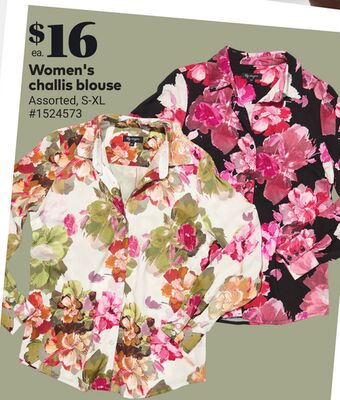 $16
ea.
Women's
challis blouse
Assorted, S-XL
#1524573